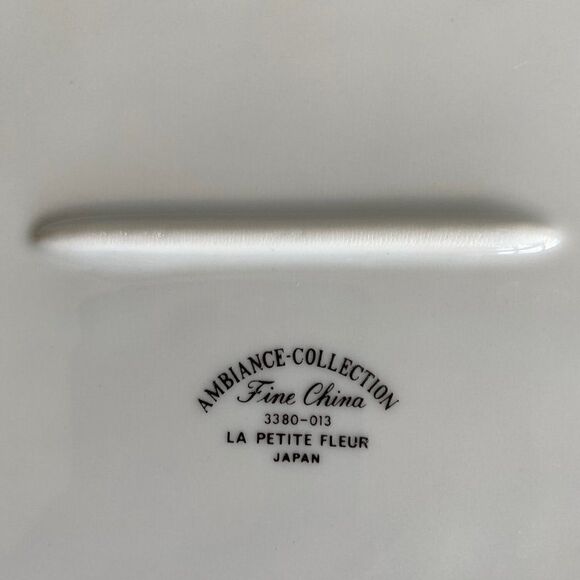 AMBIANCE-COLLECTION
Fine China
3380-013
LA PETITE FLEUR
JAPAN